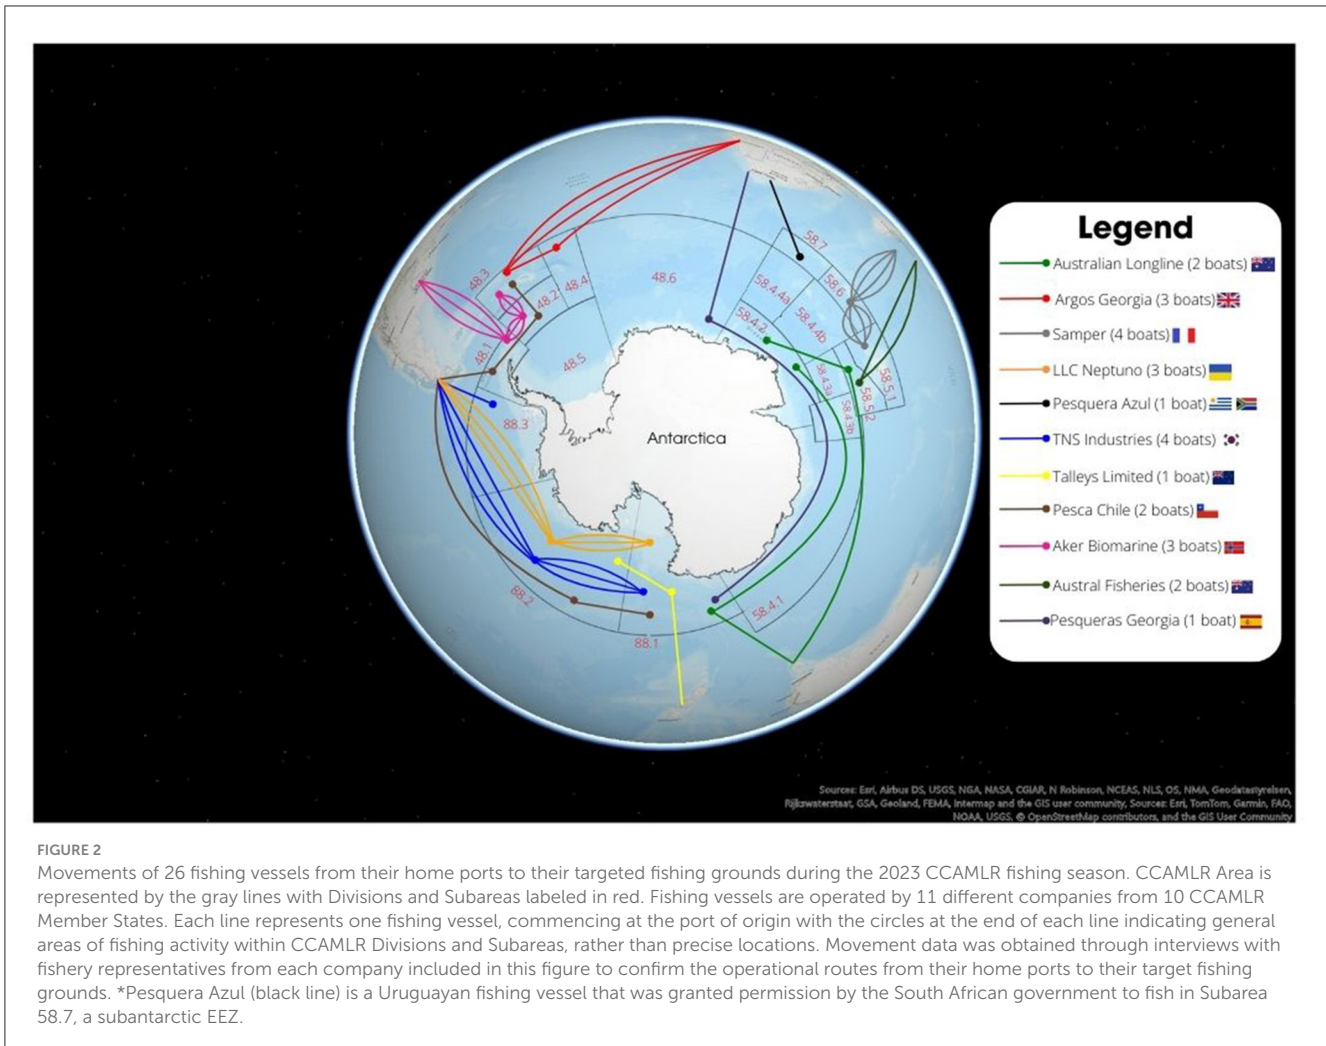 58.7
48.3
58.6
48.6
48.4
48.2
58.4.4a
58.4.4b
58.4.2
48.1
48.5
58.4.3a
58.5.1
58.5.2
58.4.3b
88.3
Antarctica
88.2
58.4.1
88.1
Legend
Australian Longline (2 boats)
Argos Georgia (3 boats)
Samper (4 boats)
LLC Neptuno (3 boats)
Pesquera Azul (1 boat)
TNS Industries (4 boats)
Talleys Limited (1 boat)
Pesca Chile (2 boats)
Aker Biomarine (3 boats)
Austral Fisheries (2 boats)
Pesqueras Georgia (1 boat)
Sources: Esri, Airbus DS, USGS, NGA, NASA, CGIAR, N Robinson, NCEAS, NLS, OS, NMA, Geodatastyrelsen,
Rijkswaterstaat, GSA, Geoland, FEMA, Intermap and the GIS user community, Sources: Esri, TomTom, Garmin, FAO,
NOAA, USGS, © OpenStreetMap contributors, and the GIS User Community
FIGURE 2
Movements of 26 fishing vessels from their home ports to their targeted fishing grounds during the 2023 CCAMLR fishing season. CCAMLR Area is
represented by the gray lines with Divisions and Subareas labeled in red. Fishing vessels are operated by 11 different companies from 10 CCAMLR
Member States. Each line represents one fishing vessel, commencing at the port of origin with the circles at the end of each line indicating general
areas of fishing activity within CCAMLR Divisions and Subareas, rather than precise locations. Movement data was obtained through interviews with
fishery representatives from each company included in this figure to confirm the operational routes from their home ports to their target fishing
grounds. *Pesquera Azul (black line) is a Uruguayan fishing vessel that was granted permission by the South African government to fish in Subarea
58.7, a subantarctic EEZ.